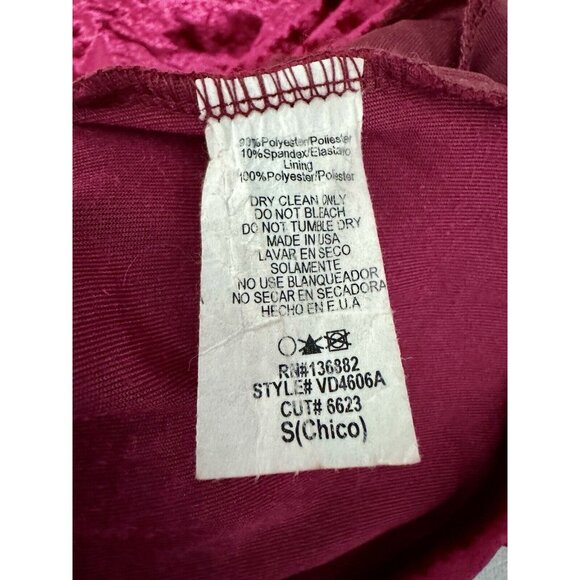 90%Polyester/Poliester
10%Spandex/Elastano
Lining
100%Polyester/Poliester
DRY CLEAN ONLY
DO NOT BLEACH
DO NOT TUMBLE DRY
MADE IN USA
LAVAR EN SECO
SOLAMENTE
NO USE BLANQUEADOR
NO SECAR EN SECADORA
HECHO EN E.U.A
RN#136882
STYLE# VD4606A
CUT# 6623
S(Chico)